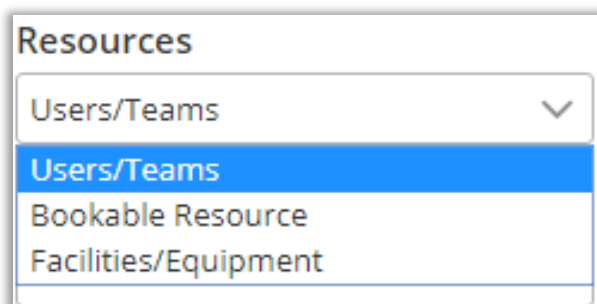 Resources
Users/Teams
Users/Teams
Bookable Resource
Facilities/Equipment